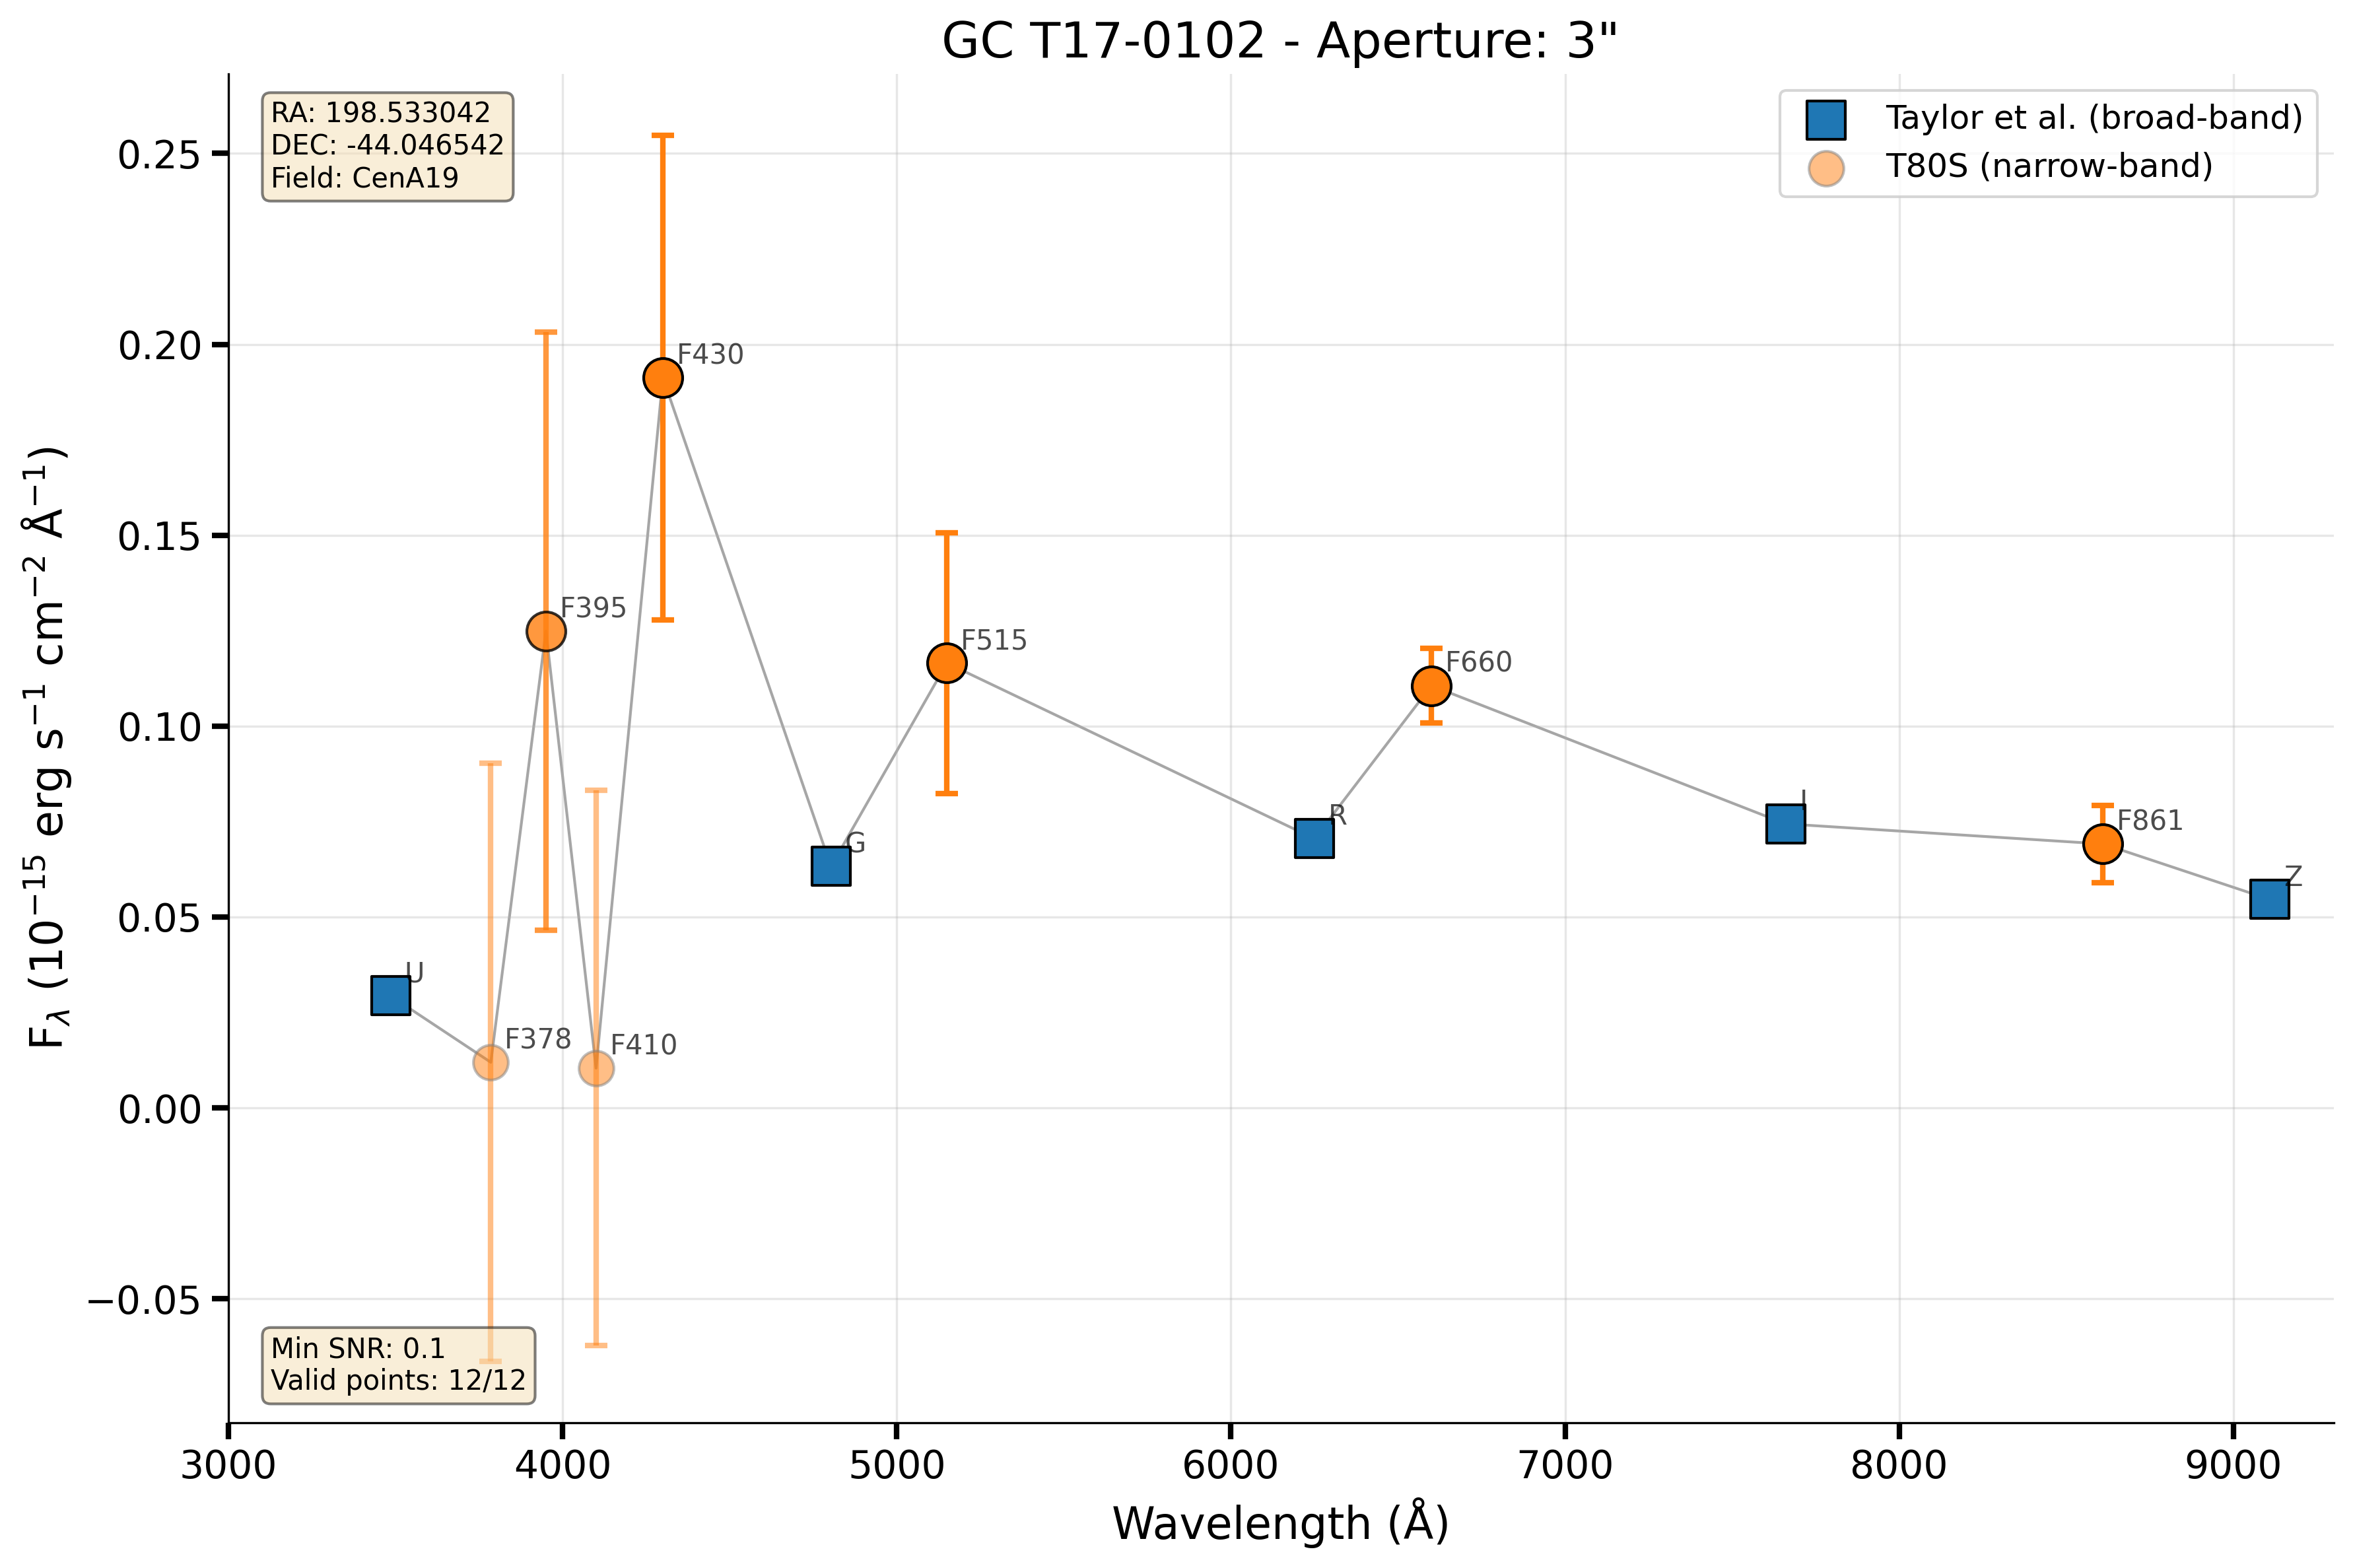 GC T17-0102 - Aperture: 3"
RA: 198.533042
DEC: -44.046542
Field: CenA19
Taylor et al. (broad-band)
T80S (narrow-band)
0.25
0.20
0.15
0.10
0.05
0.00
−0.05
F_λ (10⁻¹⁵ erg s⁻¹ cm⁻² Å⁻¹)
U
F378
F395
F410
F430
G
F515
R
F660
I
F861
Z
Min SNR: 0.1
Valid points: 12/12
3000
4000
5000
6000
7000
8000
9000
Wavelength (Å)